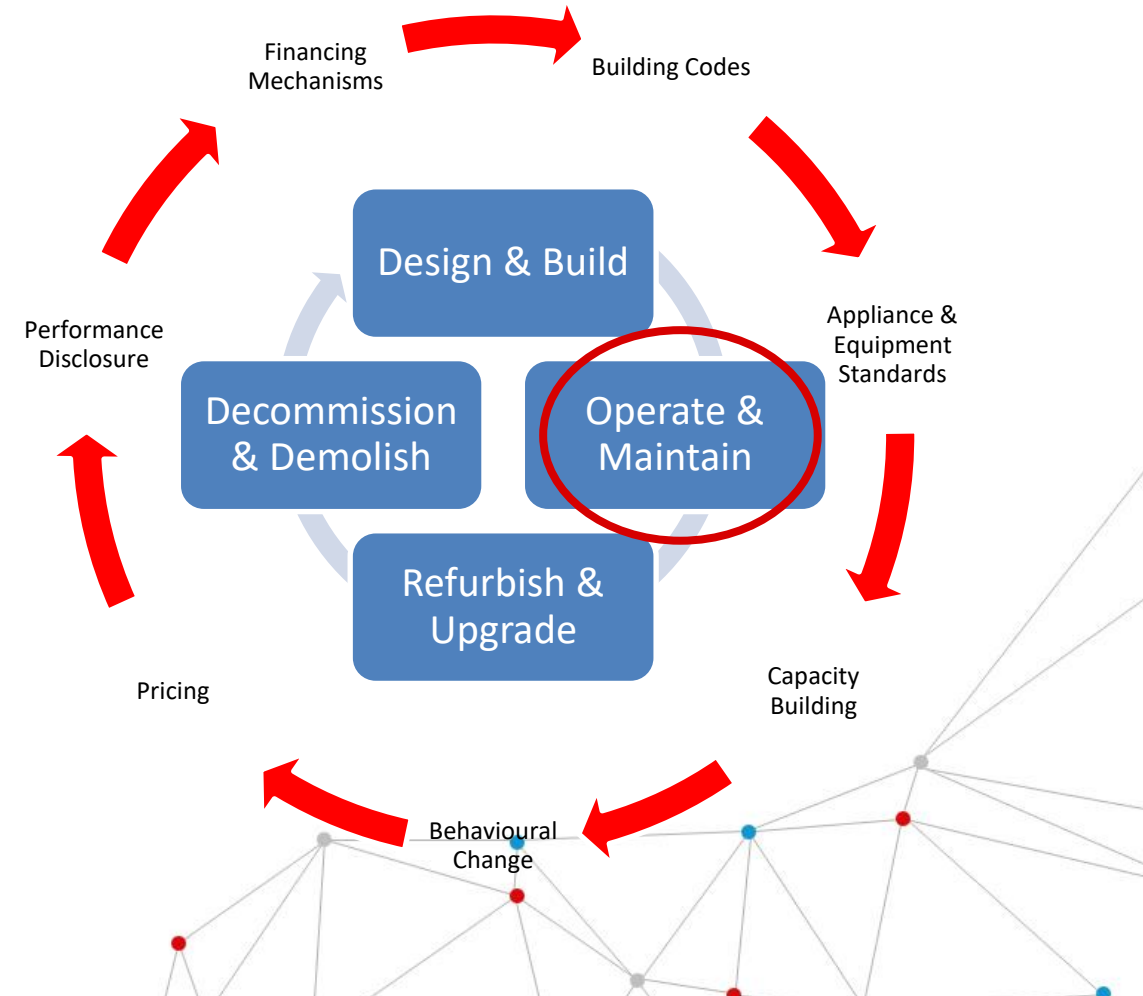 Financing
Mechanisms
Building Codes
Design & Build
Appliance &
Equipment
Standards
Performance
Disclosure
Decommission
& Demolish
Operate &
Maintain
Refurbish &
Upgrade
Capacity
Building
Pricing
Behavioural
Change